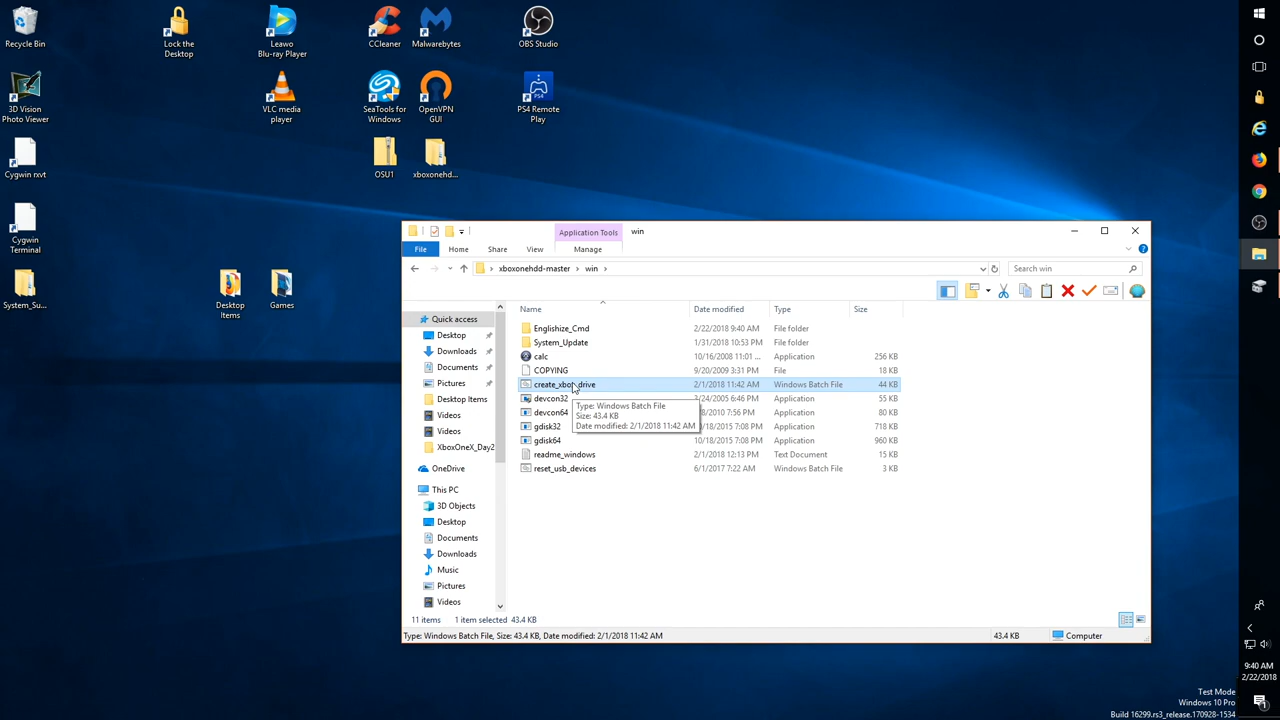 Recycle Bin
Lock the
Desktop
Leawo
Blu-ray Player
CCleaner
Malwarebytes
OBS Studio
3D Vision
Photo Viewer
VLC media
player
SeaTools for
Windows
OpenVPN
GUI
PS4 Remote
Play
Cygwin rxvt
OSU1
xboxonehd...
Cygwin
Terminal
System_Su...
Desktop
Items
Games
Application Tools
win
File
Home
Share
View
Manage
xboxonehdd-master
win
Search win
Name
Date modified
Type
Size
Quick access
Desktop
Downloads
Documents
Pictures
Desktop Items
Videos
Videos
XboxOneX_Day2
OneDrive
This PC
3D Objects
Desktop
Documents
Downloads
Music
Pictures
Videos
Englishize_Cmd 2/22/2018 9:40 AM File folder
System_Update 1/31/2018 10:53 PM File folder
calc 10/16/2008 11:01 ... Application 256 KB
COPYING 9/20/2009 3:31 PM File 18 KB
create_xbox_drive 2/1/2018 11:42 AM Windows Batch File 44 KB
devcon32 3/24/2005 6:46 PM Application 55 KB
devcon64 8/2010 7:56 PM Application 80 KB
gdisk32 18/2015 7:08 PM Application 718 KB
gdisk64 10/18/2015 7:08 PM Application 960 KB
readme_windows 2/1/2018 12:13 PM Text Document 15 KB
reset_usb_devices 6/1/2017 7:22 AM Windows Batch File 3 KB
Type: Windows Batch File
Size: 43.4 KB
Date modified: 2/1/2018 11:42 AM
11 items 1 item selected 43.4 KB
Type: Windows Batch File, Size: 43.4 KB, Date modified: 2/1/2018 11:42 AM
43.4 KB
Computer
9:40 AM
2/22/2018
Test Mode
Windows 10 Pro
Build 16299.rs3_release.170928-1534